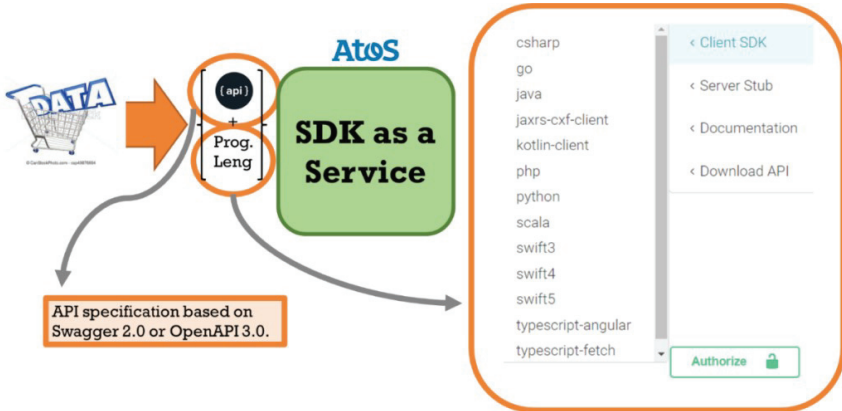 Atos
DATA
{ api }
+
Prog.
Leng
SDK as a
Service
API specification based on
Swagger 2.0 or OpenAPI 3.0.
csharp
go
java
jaxrs-cxf-client
kotlin-client
php
python
scala
swift3
swift4
swift5
typescript-angular
typescript-fetch
< Client SDK
< Server Stub
< Documentation
< Download API
Authorize